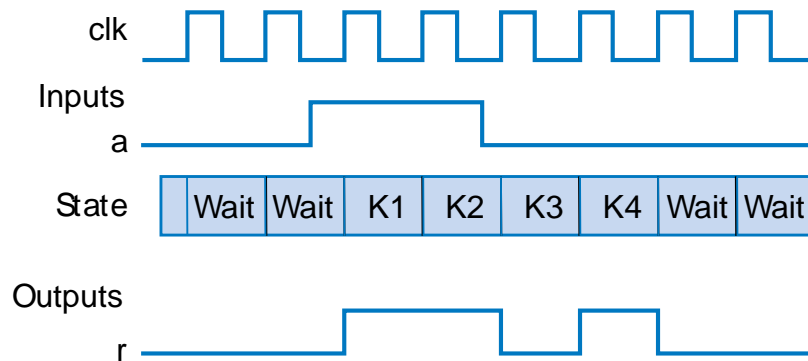 clk
Inputs
a
State Wait Wait K1 K2 K3 K4 Wait Wait
Outputs
r